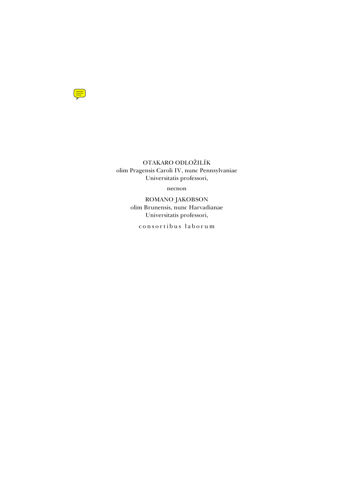 OTAKARO ODLOŽILÍK
olim Pragensis Caroli IV, nunc Pennsylvaniae
Universitatis professori,
necnon
ROMANO JAKOBSON
olim Brunensis, nunc Harvadianae
Universitatis professori,
consortibus laborum